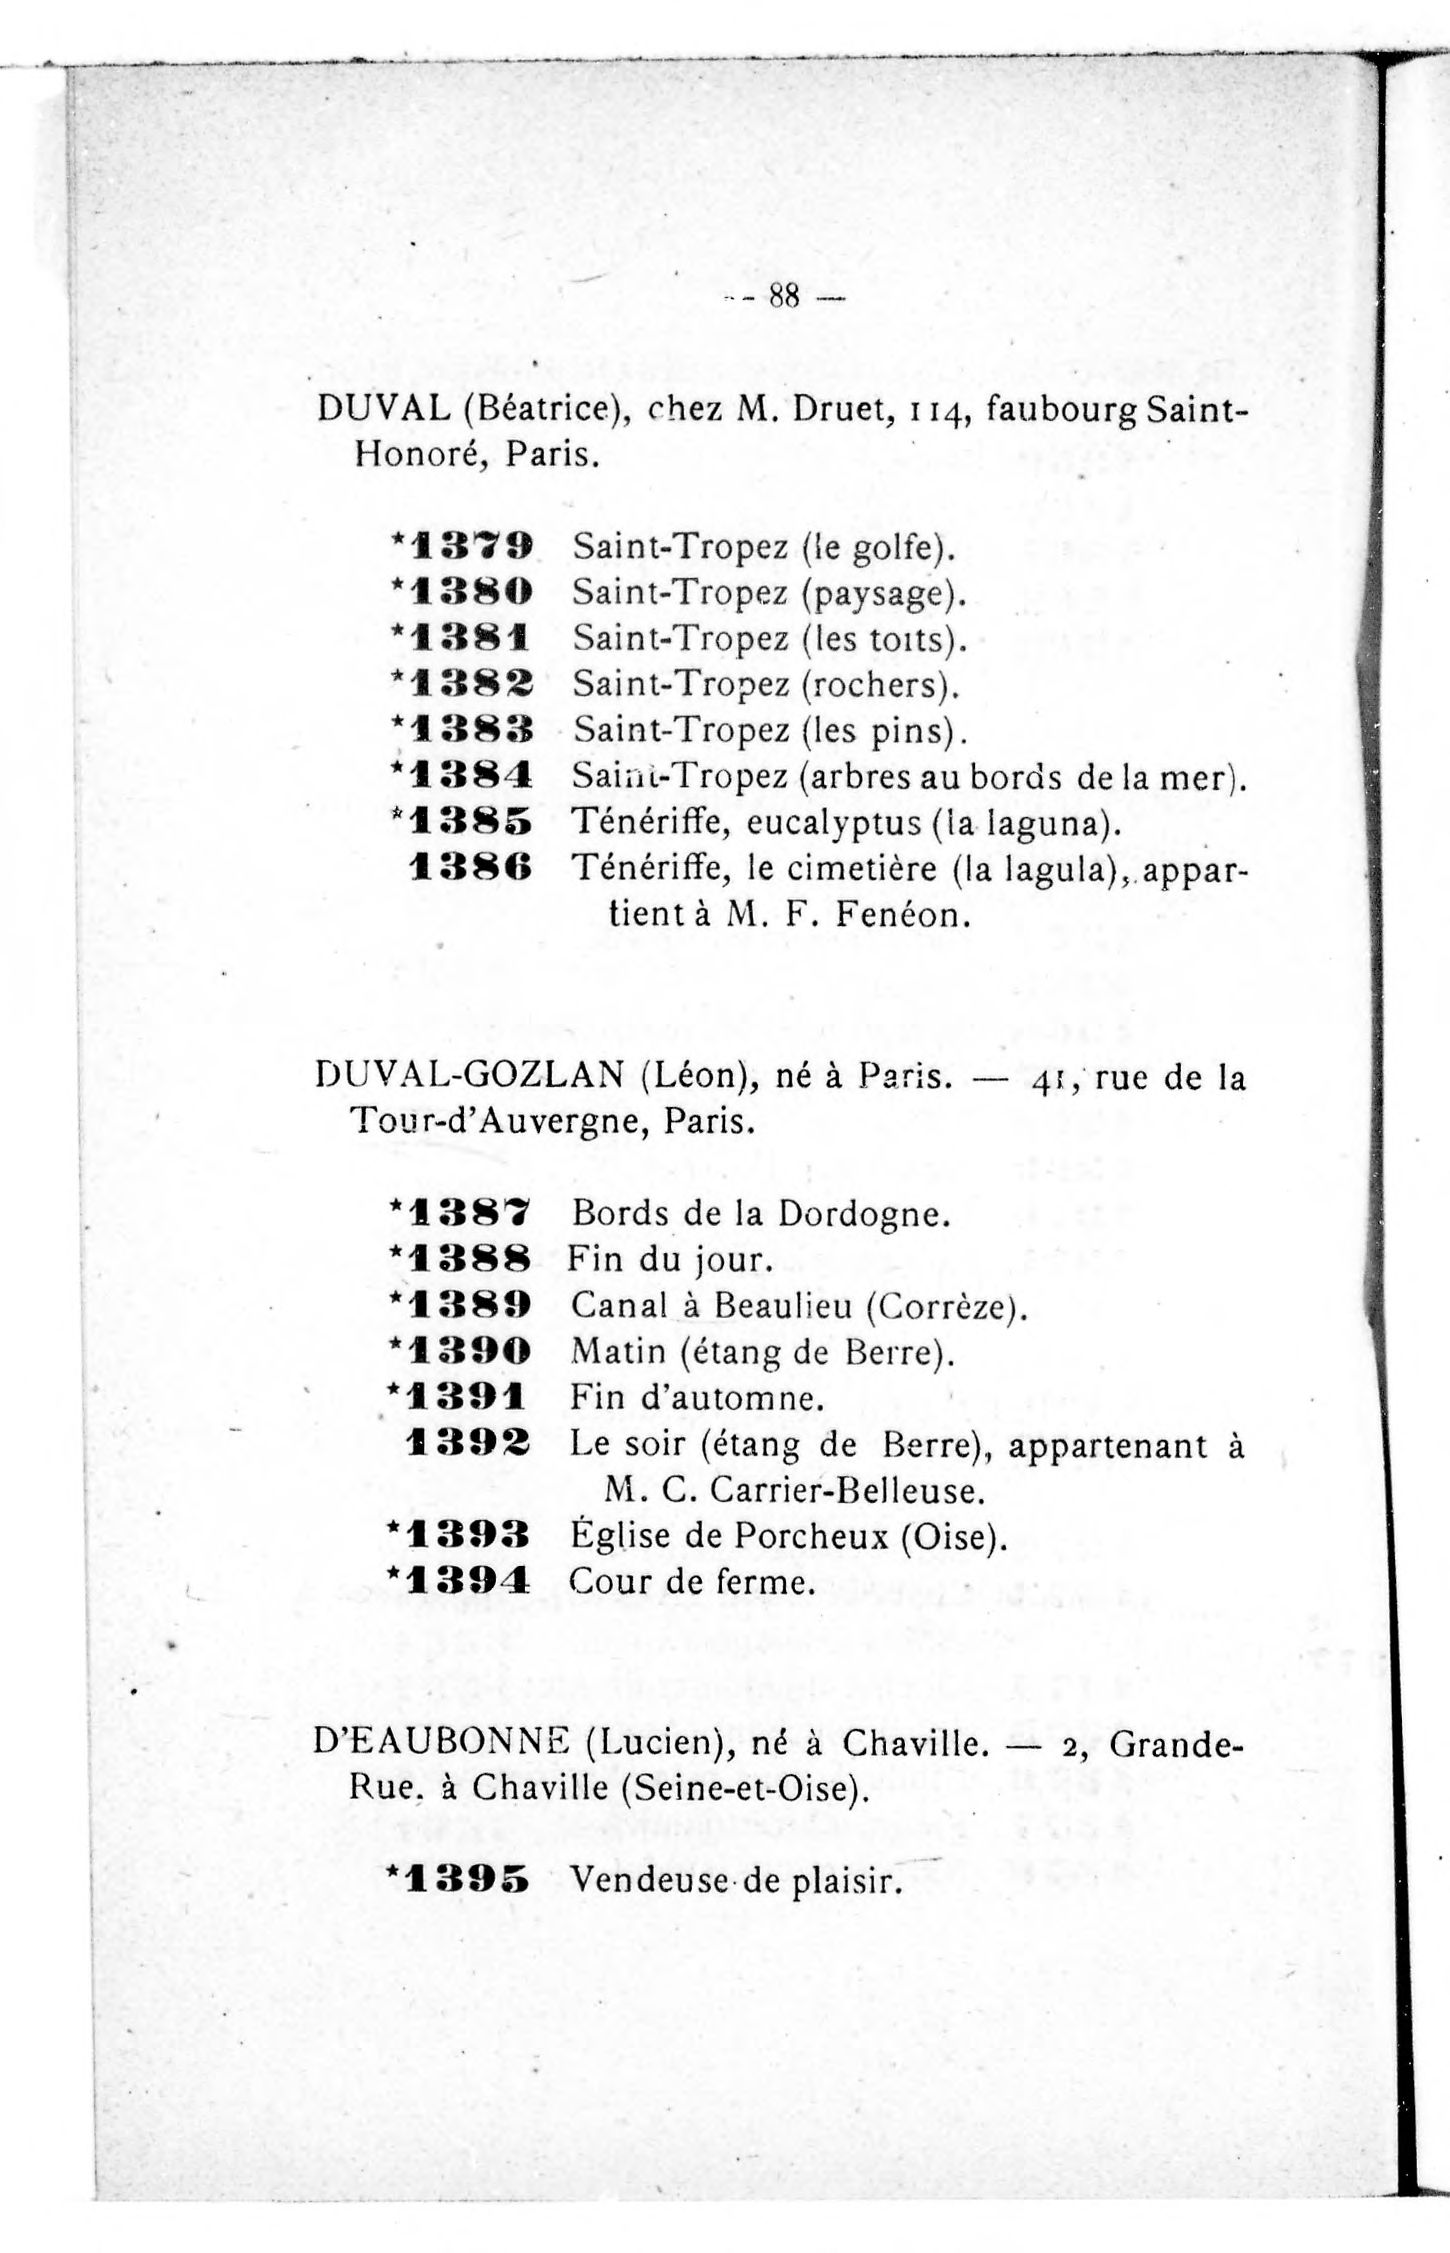 — 88 —
DUVAL (Béatrice), chez M. Druet, 114, faubourg Saint-
Honoré, Paris.
*1379 Saint-Tropez (le golfe).
*1380 Saint-Tropez (paysage).
*1381 Saint-Tropez (les toits).
*1382 Saint-Tropez (rochers).
*1383 Saint-Tropez (les pins).
*1384 Saint-Tropez (arbres au bords de la mer).
*1385 Ténériffe, eucalyptus (la laguna).
1386 Ténériffe, le cimetière (la lagula), appar-
tient à M. F. Fenéon.
DUVAL-GOZLAN (Léon), né à Paris. — 41, rue de la
Tour-d'Auvergne, Paris.
*1387 Bords de la Dordogne.
*1388 Fin du jour.
*1389 Canal à Beaulieu (Corrèze).
*1390 Matin (étang de Berre).
*1391 Fin d'automne.
1392 Le soir (étang de Berre), appartenant à
M. C. Carrier-Belleuse.
*1393 Église de Porcheux (Oise).
*1394 Cour de ferme.
D'EAUBONNE (Lucien), né à Chaville. — 2, Grande-
Rue, à Chaville (Seine-et-Oise).
*1395 Vendeuse de plaisir.